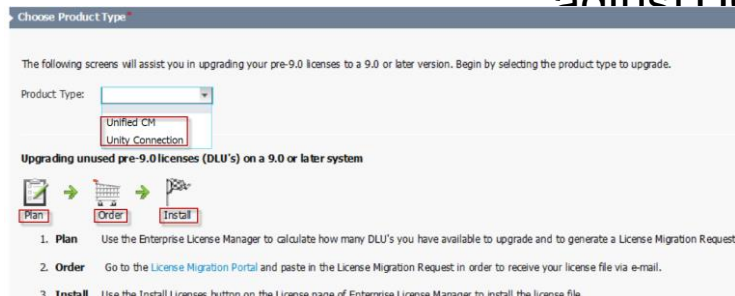 Choose Product Type*
The following screens will assist you in upgrading your pre-9.0 licenses to a 9.0 or later version. Begin by selecting the product type to upgrade.
Product Type:
Unified CM
Unity Connection
Upgrading unused pre-9.0 licenses (DLU's) on a 9.0 or later system
Plan Order Install
1. Plan Use the Enterprise License Manager to calculate how many DLU's you have available to upgrade and to generate a License Migration Request
2. Order Go to the License Migration Portal and paste in the License Migration Request in order to receive your license file via e-mail.
3. Install Use the Install Licenses button on the License page of Enterprise License Manager to install the license file.